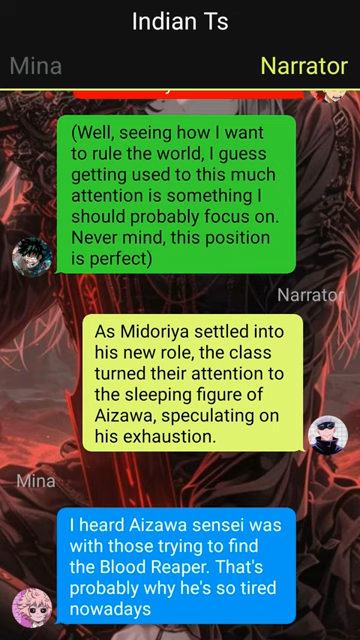 Indian Ts
Mina
Narrator
(Well, seeing how I want
to rule the world, I guess
getting used to this much
attention is something I
should probably focus on.
Never mind, this position
is perfect)
Narrator
As Midoriya settled into
his new role, the class
turned their attention to
the sleeping figure of
Aizawa, speculating on
his exhaustion.
Mina
I heard Aizawa sensei was
with those trying to find
the Blood Reaper. That's
probably why he's so tired
nowadays